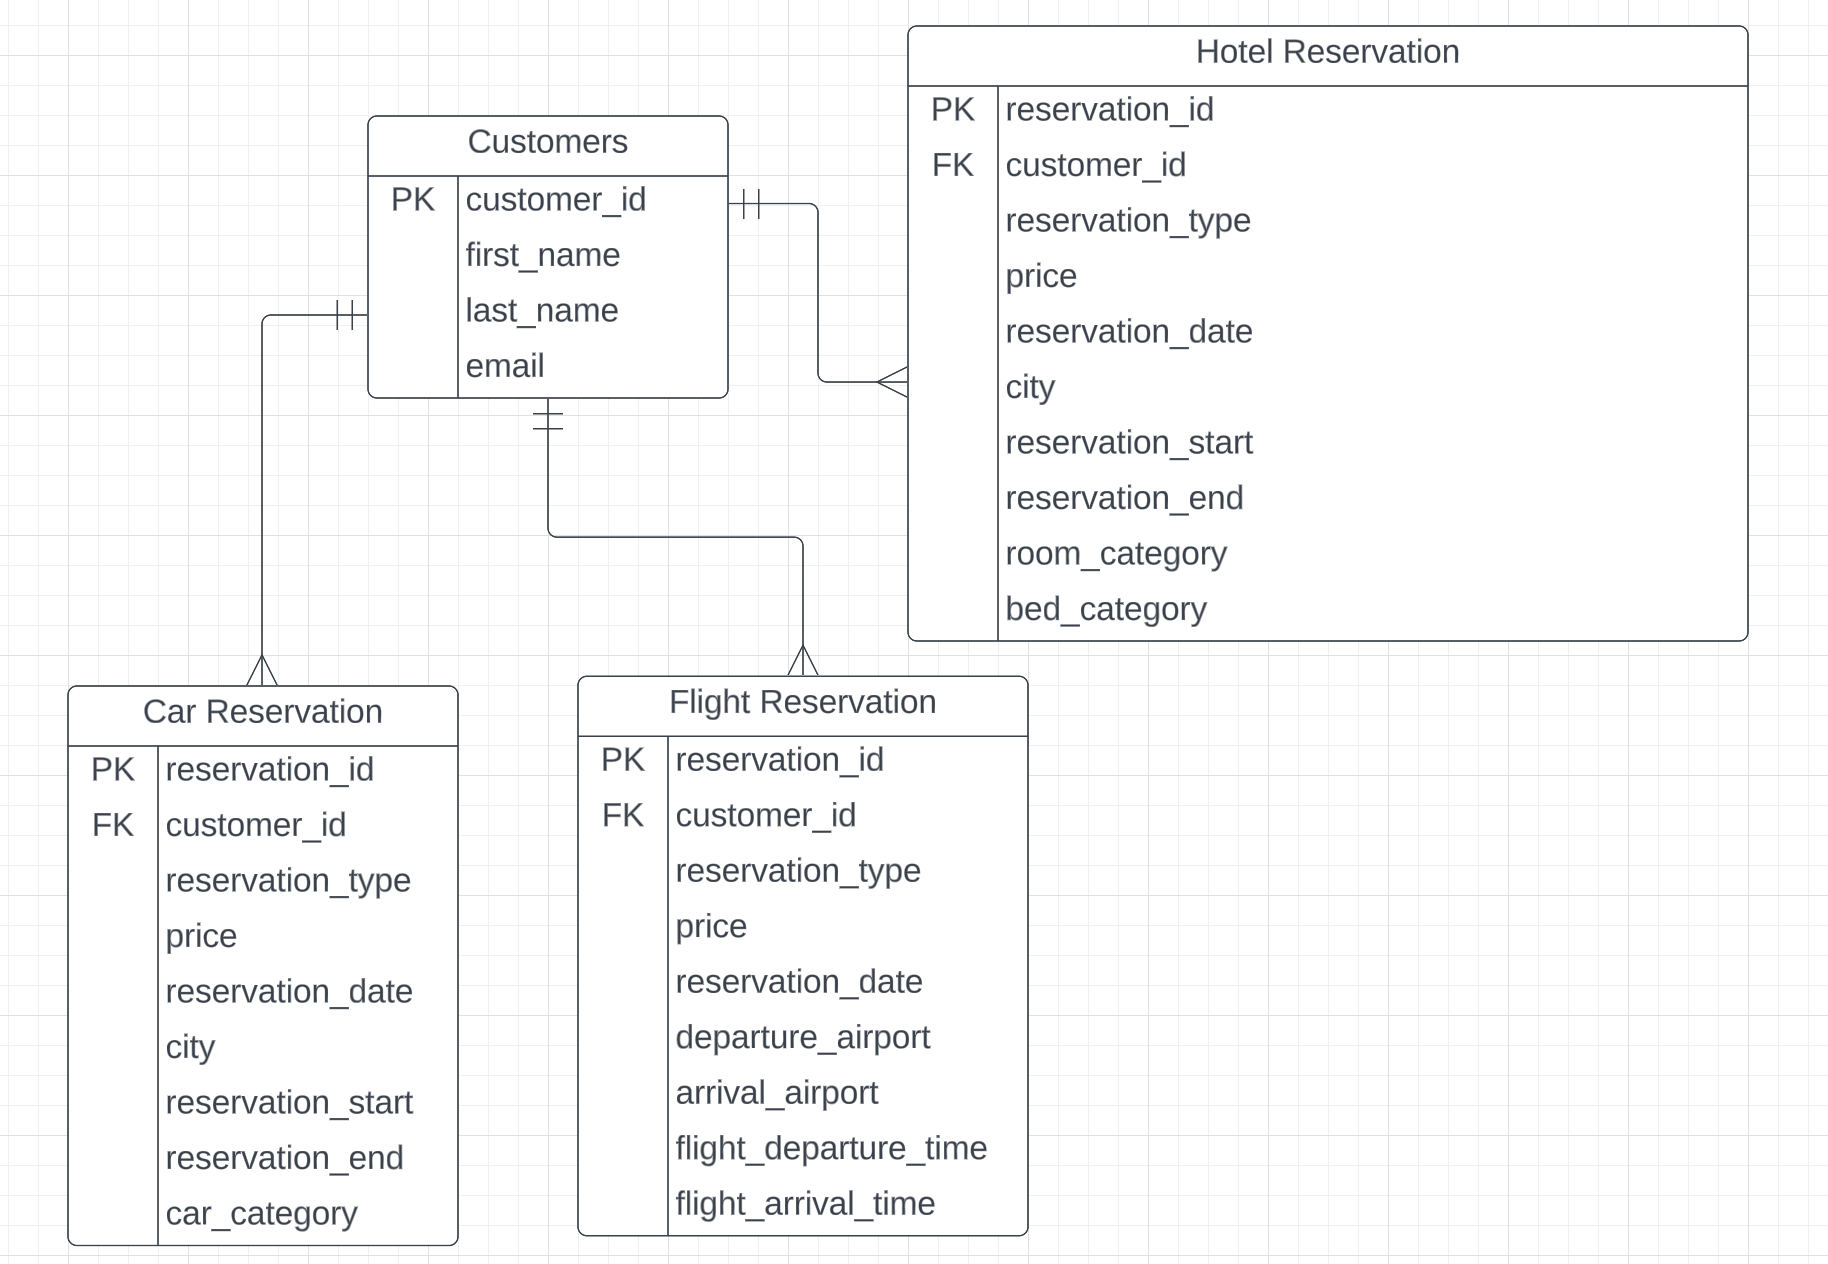 Customers
PK customer_id
first_name
last_name
email
Hotel Reservation
PK reservation_id
FK customer_id
reservation_type
price
reservation_date
city
reservation_start
reservation_end
room_category
bed_category
Car Reservation
PK reservation_id
FK customer_id
reservation_type
price
reservation_date
city
reservation_start
reservation_end
car_category
Flight Reservation
PK reservation_id
FK customer_id
reservation_type
price
reservation_date
departure_airport
arrival_airport
flight_departure_time
flight_arrival_time